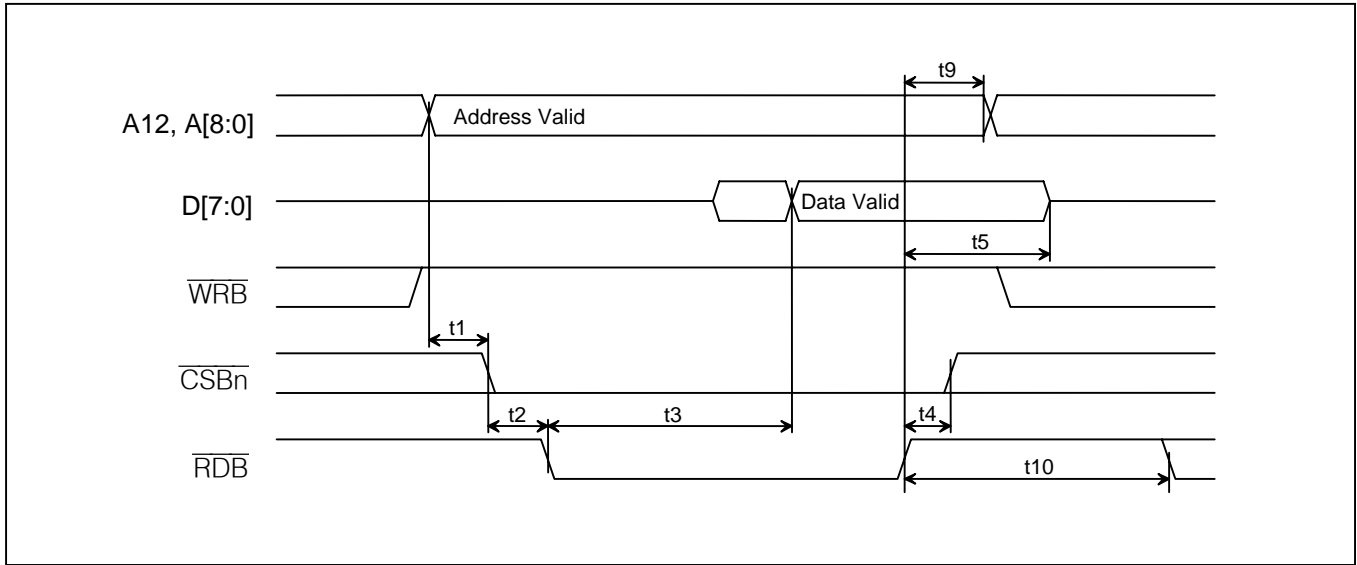 t9
A12, A[8:0]
Address Valid
D[7:0]
Data Valid
t5
WRB
t1
CSBn
t2
t3
t4
RDB
t10